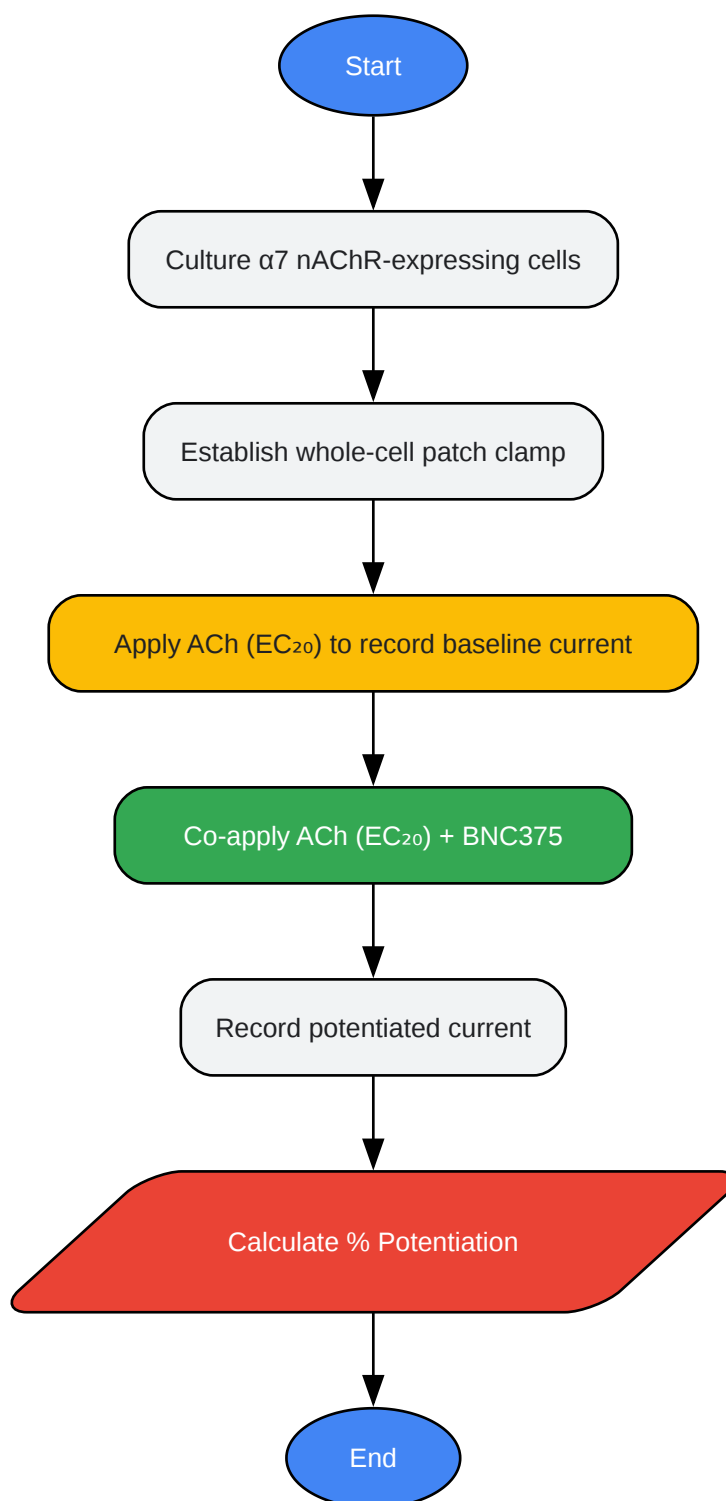 Start
Culture α7 nAChR-expressing cells
Establish whole-cell patch clamp
Apply ACh (EC₂₀) to record baseline current
Co-apply ACh (EC₂₀) + BNC375
Record potentiated current
Calculate % Potentiation
End